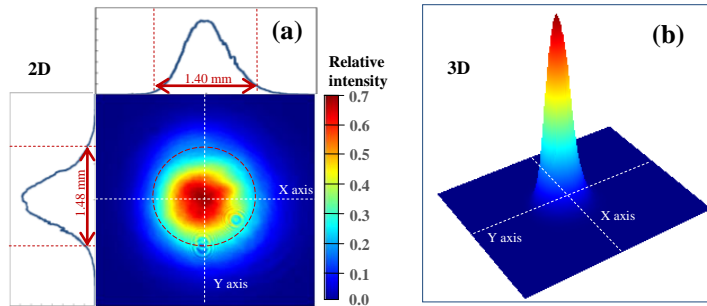 2D
(a)
1.40 mm
1.48 mm
X axis
Y axis
Relative
intensity
0.7
0.6
0.5
0.4
0.3
0.2
0.1
0.0
(b)
3D
X axis
Y axis